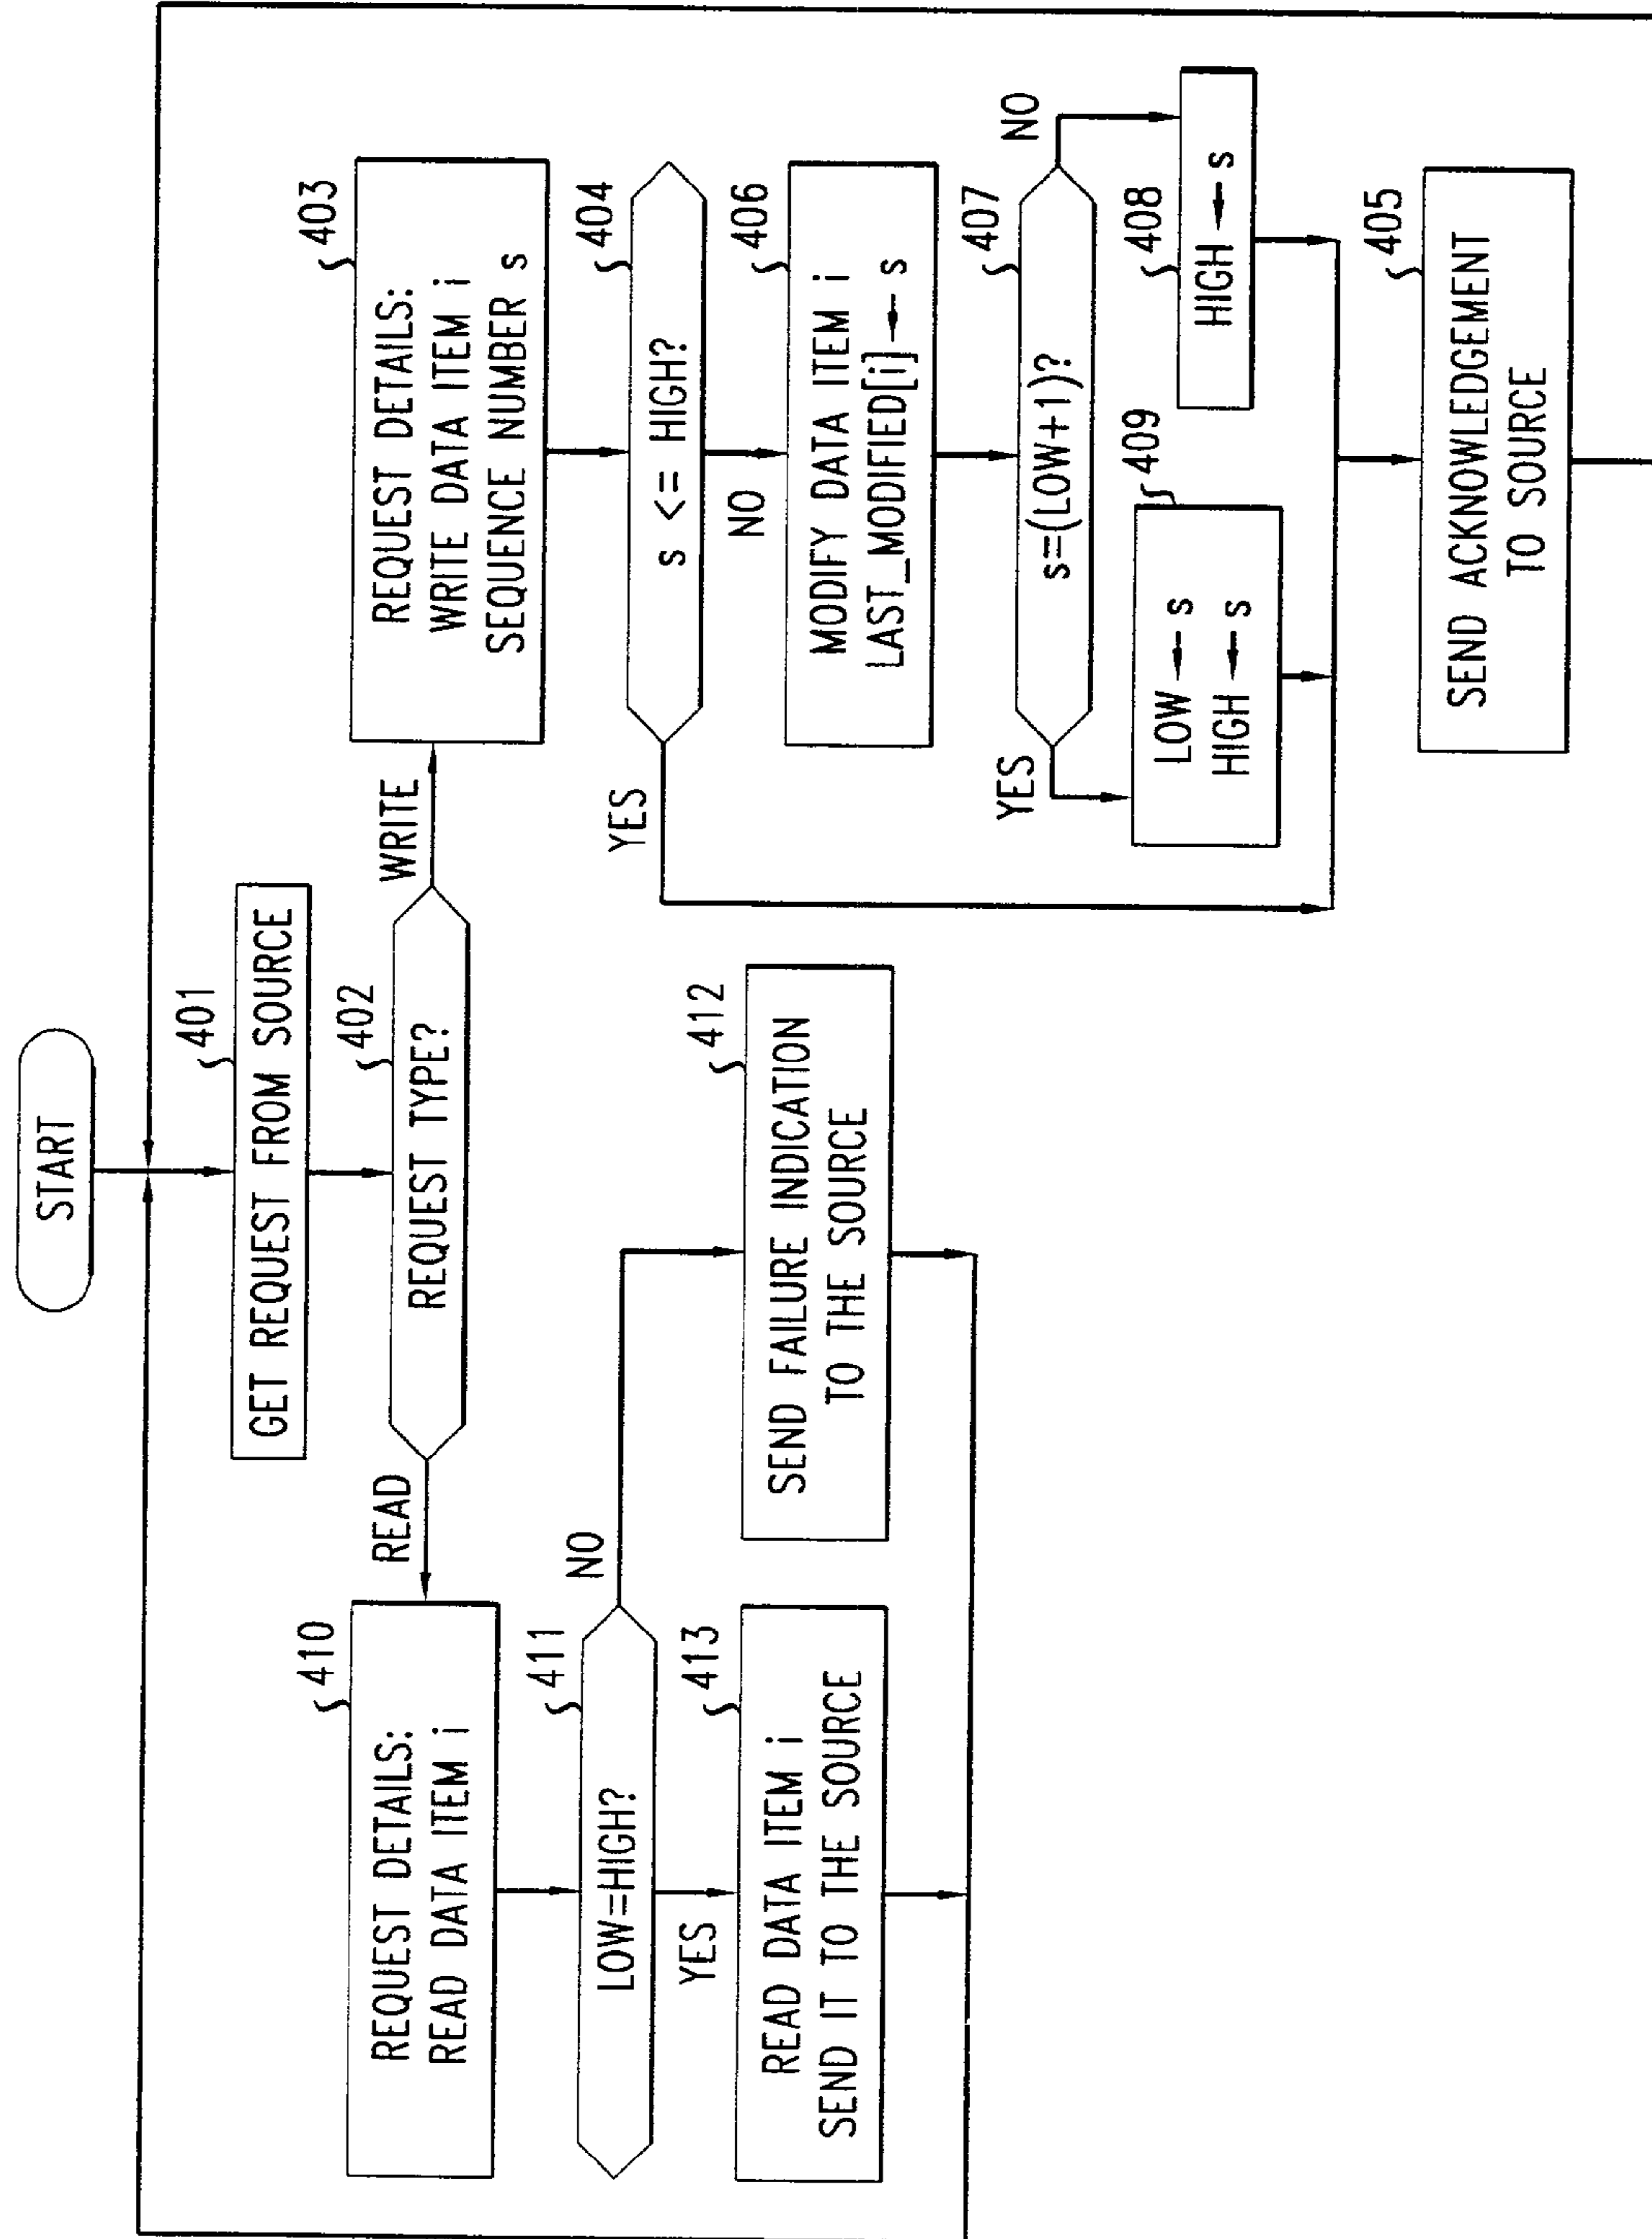 START
401
GET REQUEST FROM SOURCE
402
REQUEST TYPE?
READ
WRITE
410
REQUEST DETAILS:
READ DATA ITEM i
411
LOW=HIGH?
NO
YES
413
READ DATA ITEM i
SEND IT TO THE SOURCE
412
SEND FAILURE INDICATION
TO THE SOURCE
403
REQUEST DETAILS:
WRITE DATA ITEM i
SEQUENCE NUMBER s
404
s <= HIGH?
YES
NO
406
MODIFY DATA ITEM i
LAST_MODIFIED[i] ← s
407
s=(LOW+1)?
YES
NO
409
LOW ← s
HIGH ← s
408
HIGH ← s
405
SEND ACKNOWLEDGEMENT
TO SOURCE